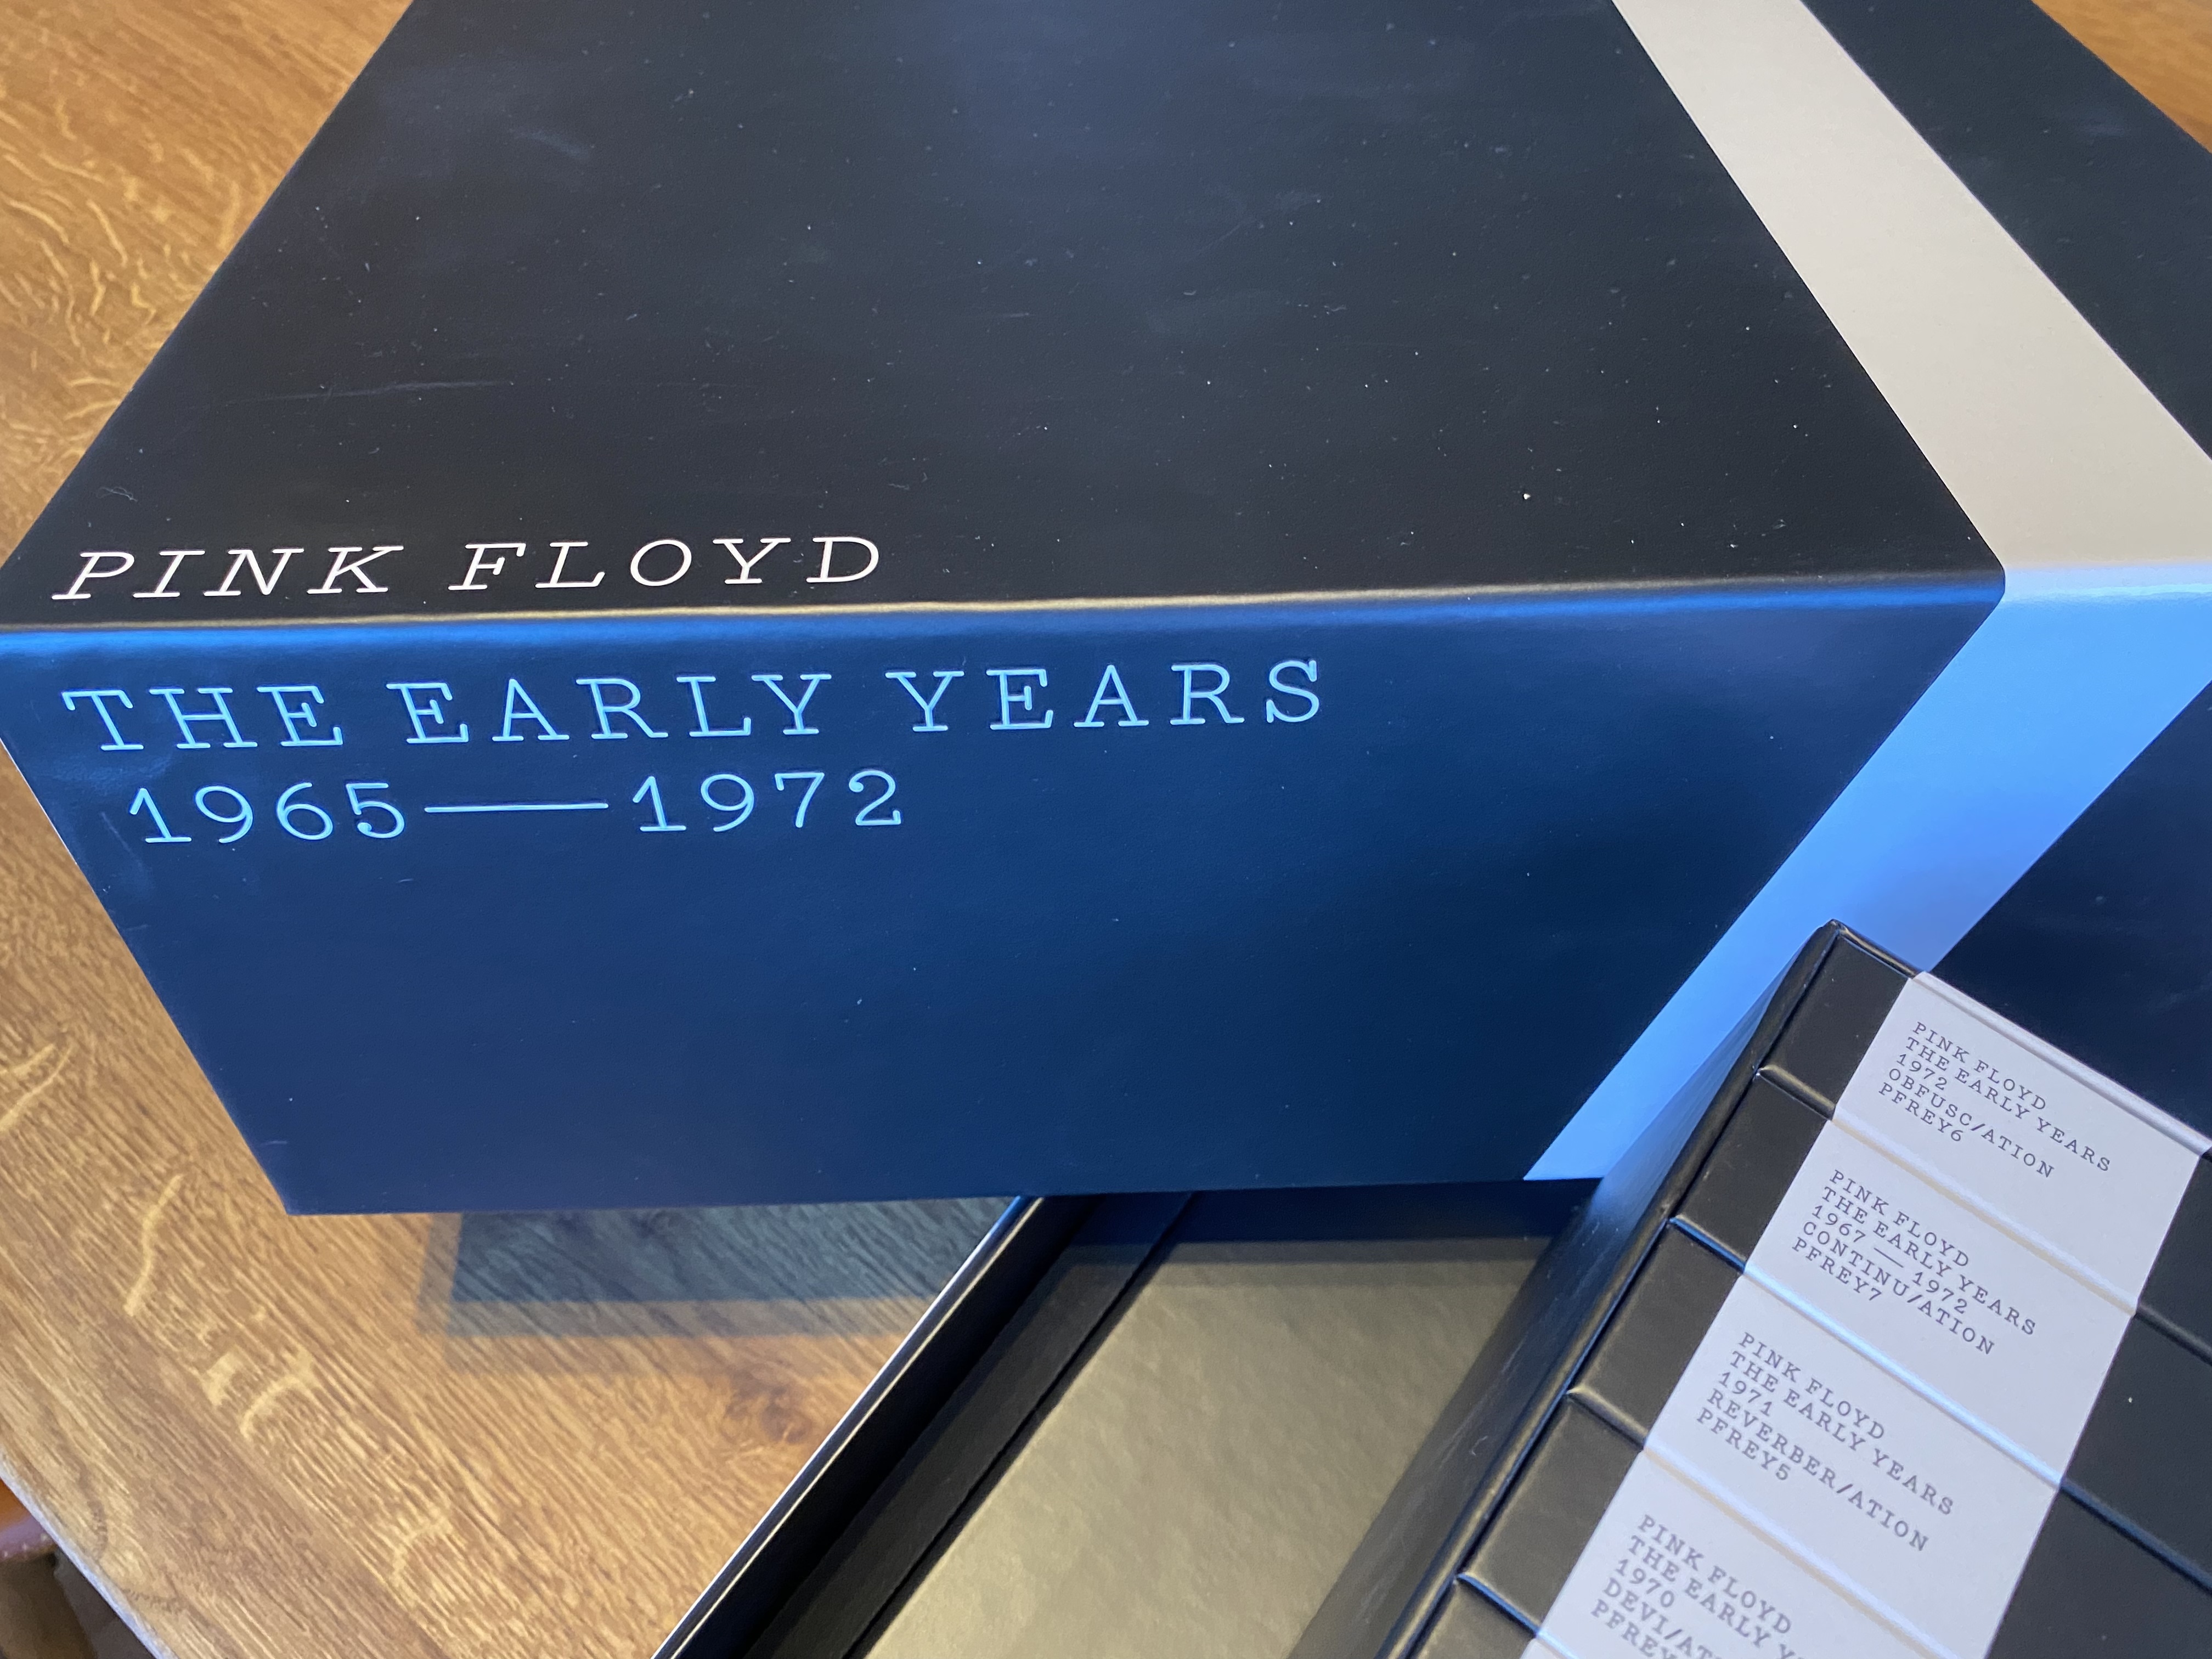 PINK FLOYD
THE EARLY YEARS
1965——1972
PINK FLOYD
THE EARLY YEARS
1972
OBFUSC/ATION
PFREY6
PINK FLOYD
THE EARLY YEARS
1967——1972
CONTINU/ATION
PFREY7
PINK FLOYD
THE EARLY YEARS
1971
REVERBER/ATION
PFREY5
PINK FLOYD
THE EARLY
1970